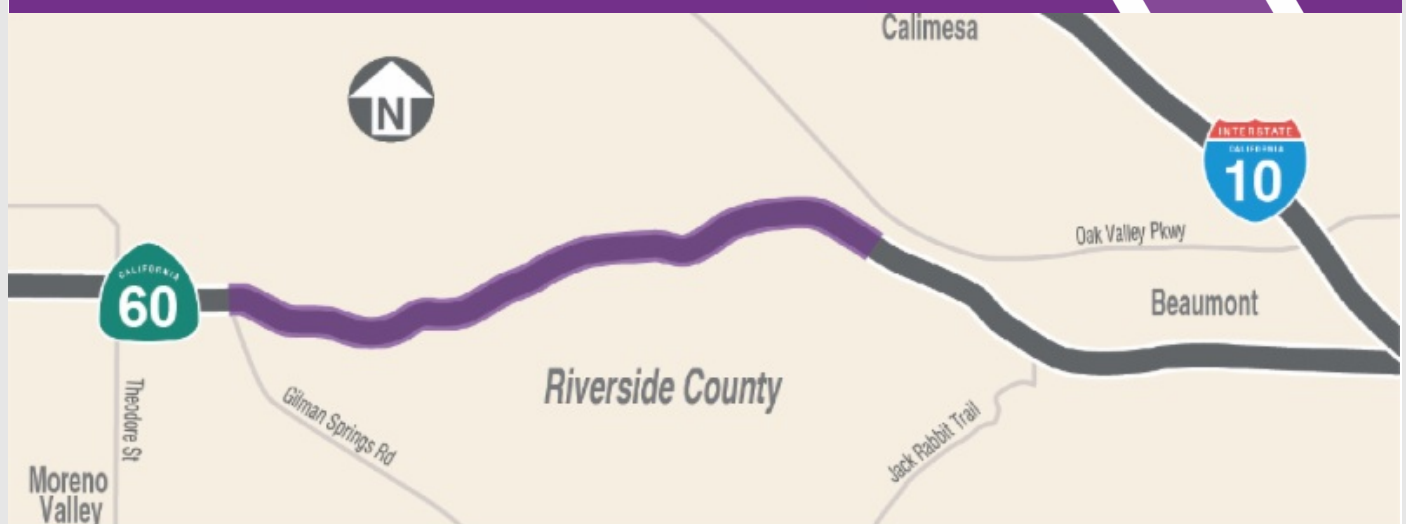 Calimesa
N
INTERSTATE
CALIFORNIA
10
Oak Valley Pkwy
CALIFORNIA
60
Beaumont
Riverside County
Theodore St
Gilman Springs Rd
Jack Rabbit Trail
Moreno
Valley